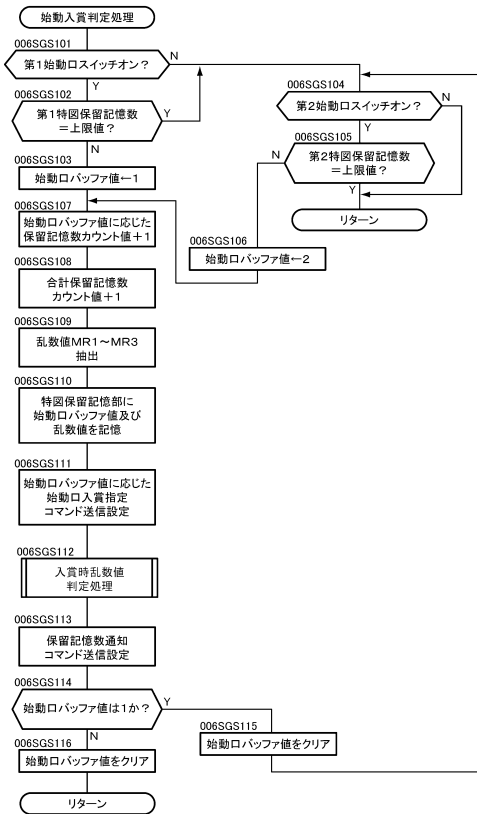 始動入賞判定処理
006SGS101
第1始動口スイッチオン？
N
Y
006SGS102
第1特図保留記憶数
＝上限値？
Y
N
006SGS103
始動口バッファ値←1
006SGS104
第2始動口スイッチオン？
N
Y
006SGS105
第2特図保留記憶数
＝上限値？
N
Y
リターン
006SGS106
始動口バッファ値←2
006SGS107
始動口バッファ値に応じた
保留記憶数カウント値＋1
006SGS108
合計保留記憶数
カウント値＋1
006SGS109
乱数値MR1～MR3
抽出
006SGS110
特図保留記憶部に
始動口バッファ値及び
乱数値を記憶
006SGS111
始動口バッファ値に応じた
始動口入賞指定
コマンド送信設定
006SGS112
入賞時乱数値
判定処理
006SGS113
保留記憶数通知
コマンド送信設定
006SGS114
始動口バッファ値は1か？
Y
N
006SGS115
始動口バッファ値をクリア
006SGS116
始動口バッファ値をクリア
リターン